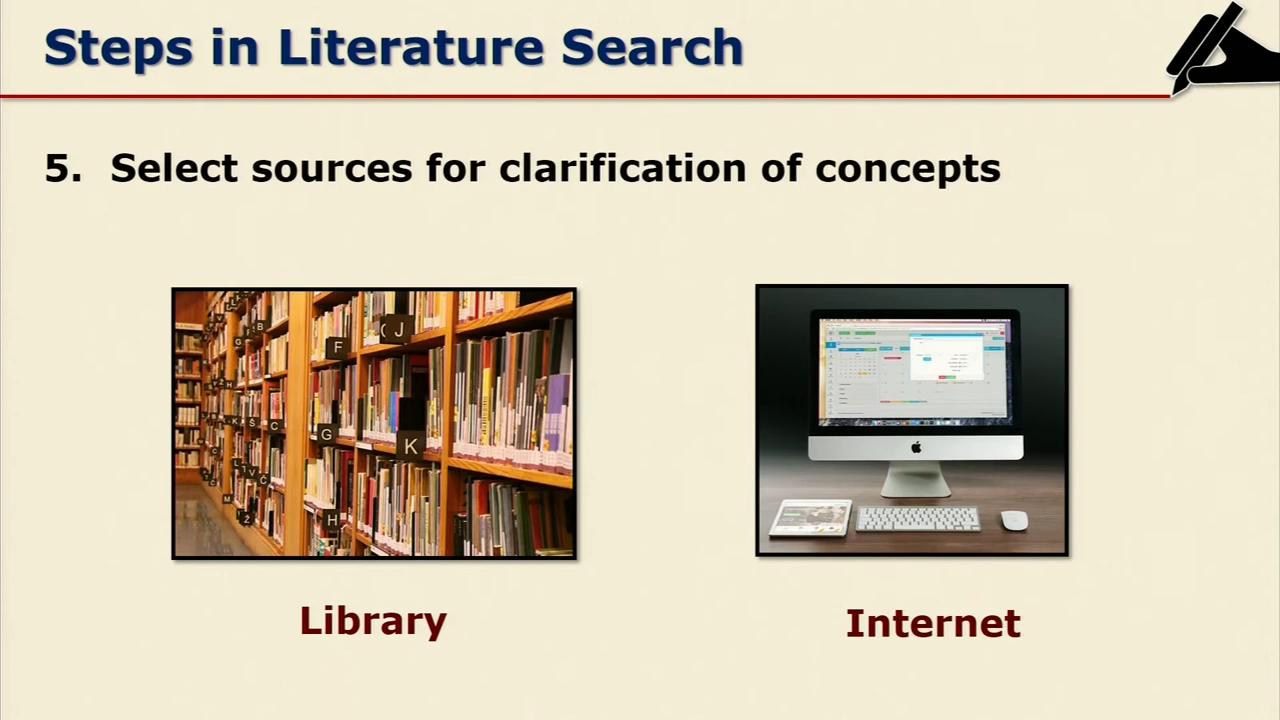 Steps in Literature Search
5. Select sources for clarification of concepts
F
J
G
K
H
B
C
Library
Internet